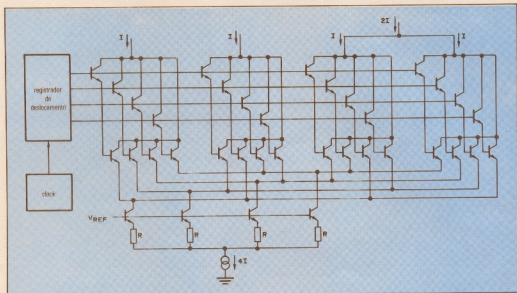 I
I
2I
I
I
registrador
de
deslocamento
clock
VREF
R
R
R
R
4I